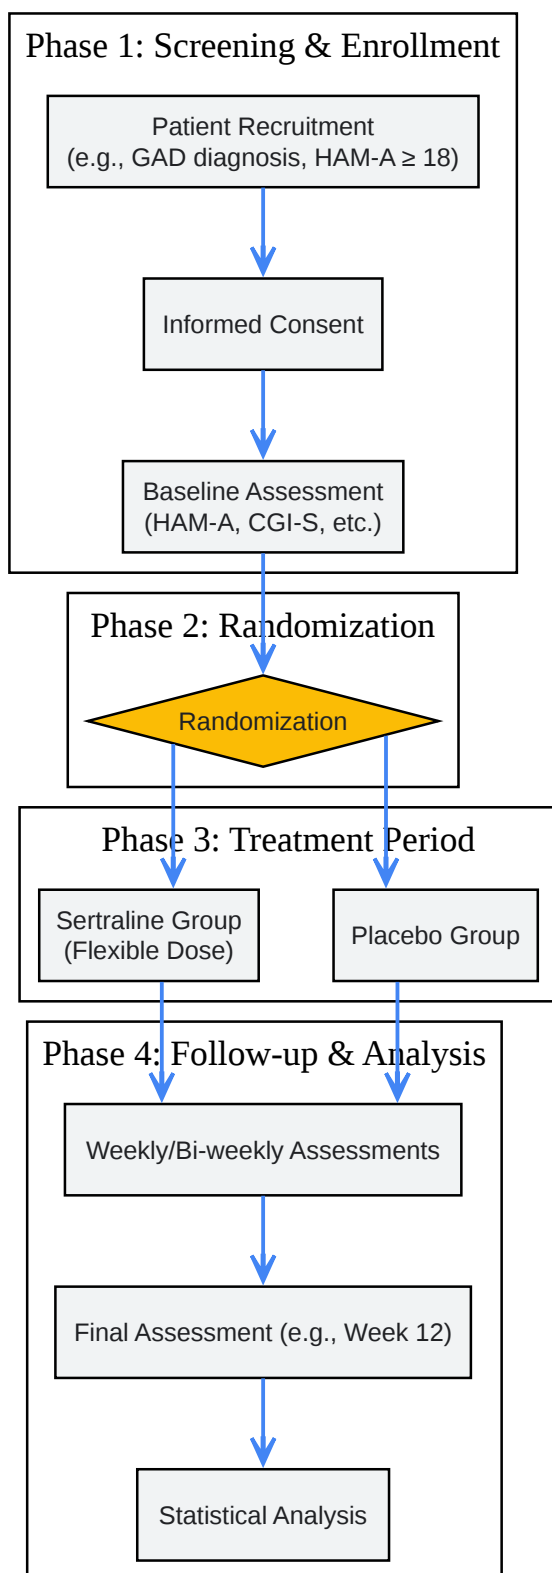 Phase 1: Screening & Enrollment
Patient Recruitment
(e.g., GAD diagnosis, HAM-A ≥ 18)
Informed Consent
Baseline Assessment
(HAM-A, CGI-S, etc.)
Phase 2: Randomization
Randomization
Phase 3: Treatment Period
Sertraline Group
(Flexible Dose)
Placebo Group
Phase 4: Follow-up & Analysis
Weekly/Bi-weekly Assessments
Final Assessment (e.g., Week 12)
Statistical Analysis